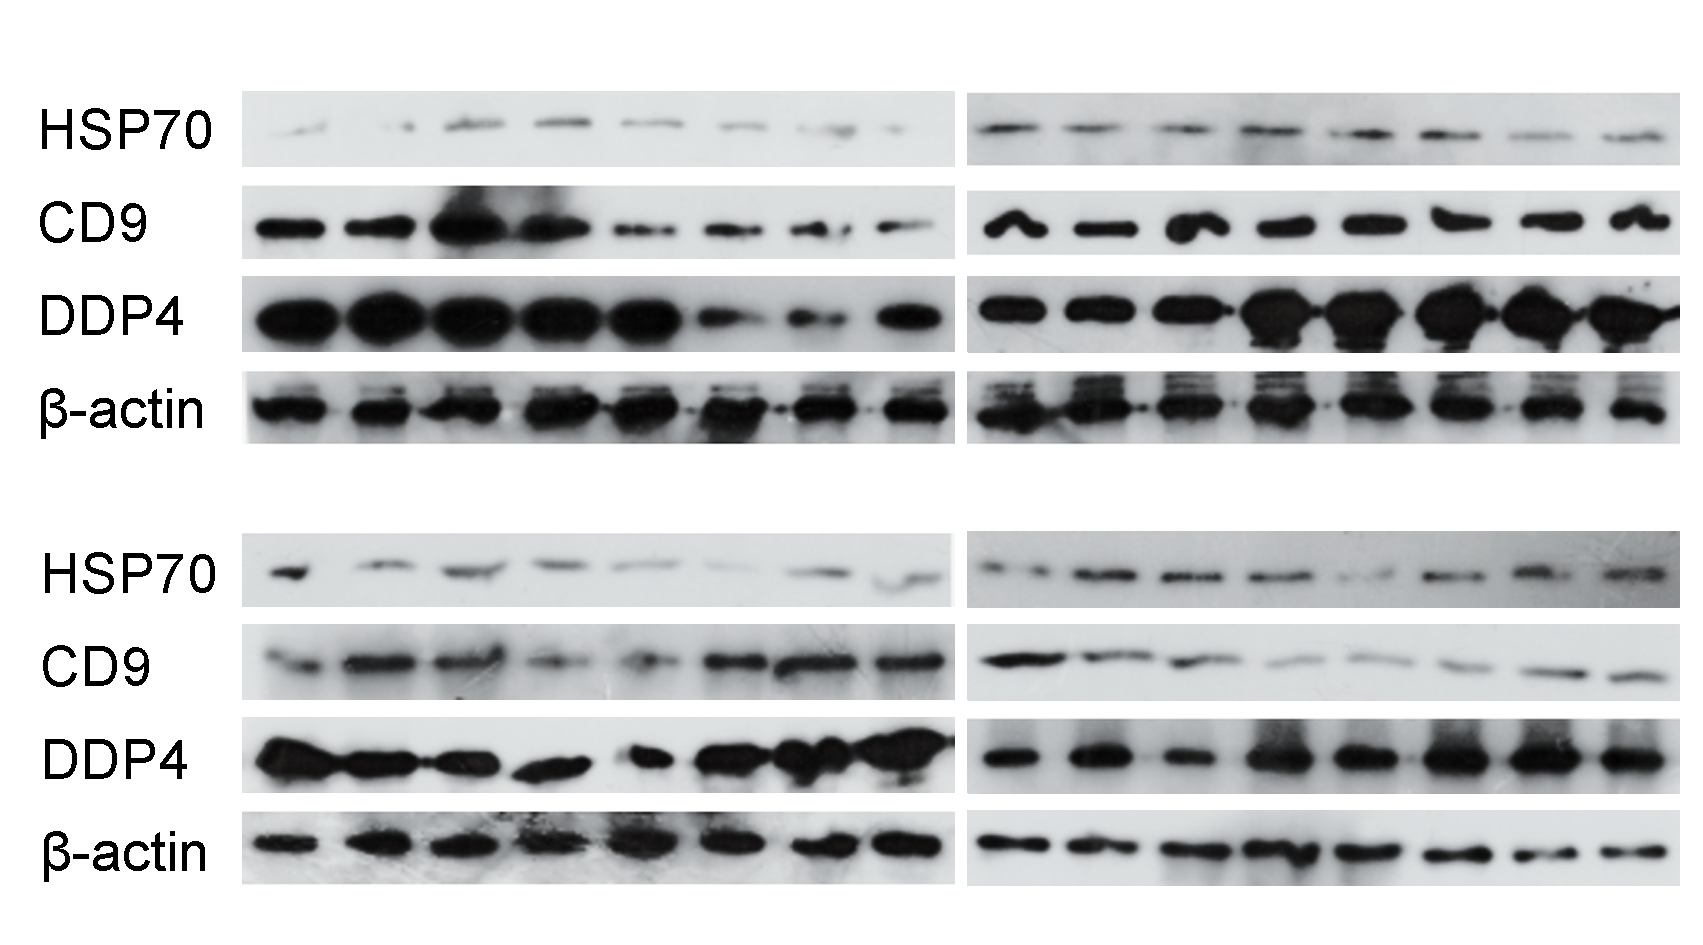 HSP70
CD9
DDP4
β-actin
HSP70
CD9
DDP4
β-actin